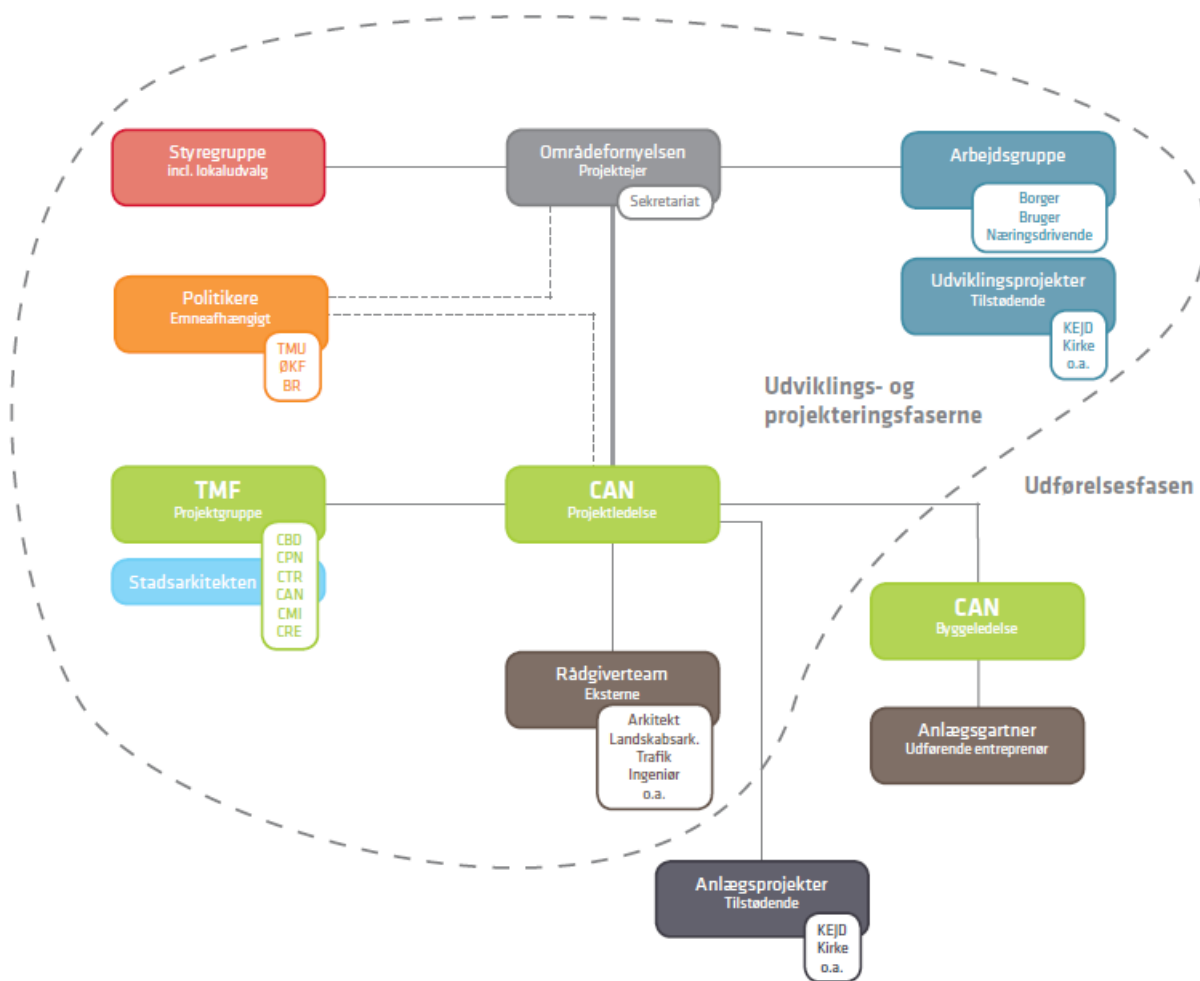 Styregruppe
incl. lokaludvalg
Områdefornyelsen
Projektejer
Sekretariat
Arbejdsgruppe
Borger
Bruger
Næringsdrivende
Udviklingsprojekter
Tilstødende
KEJD
Kirke
o.a.
Politikere
Emneafhængigt
TMU
ØKF
BR
Udviklings- og
projekteringsfaserne
Udførelsesfasen
TMF
Projektgruppe
CBD
CPN
CTR
CAN
CMI
CRE
Stadsarkitekten
CAN
Projektledelse
CAN
Byggeledelse
Rådgiverteam
Eksterne
Arkitekt
Landskabsark.
Trafik
Ingeniør
o.a.
Anlægsgartner
Udførende entreprenør
Anlægsprojekter
Tilstødende
KEJD
Kirke
o.a.